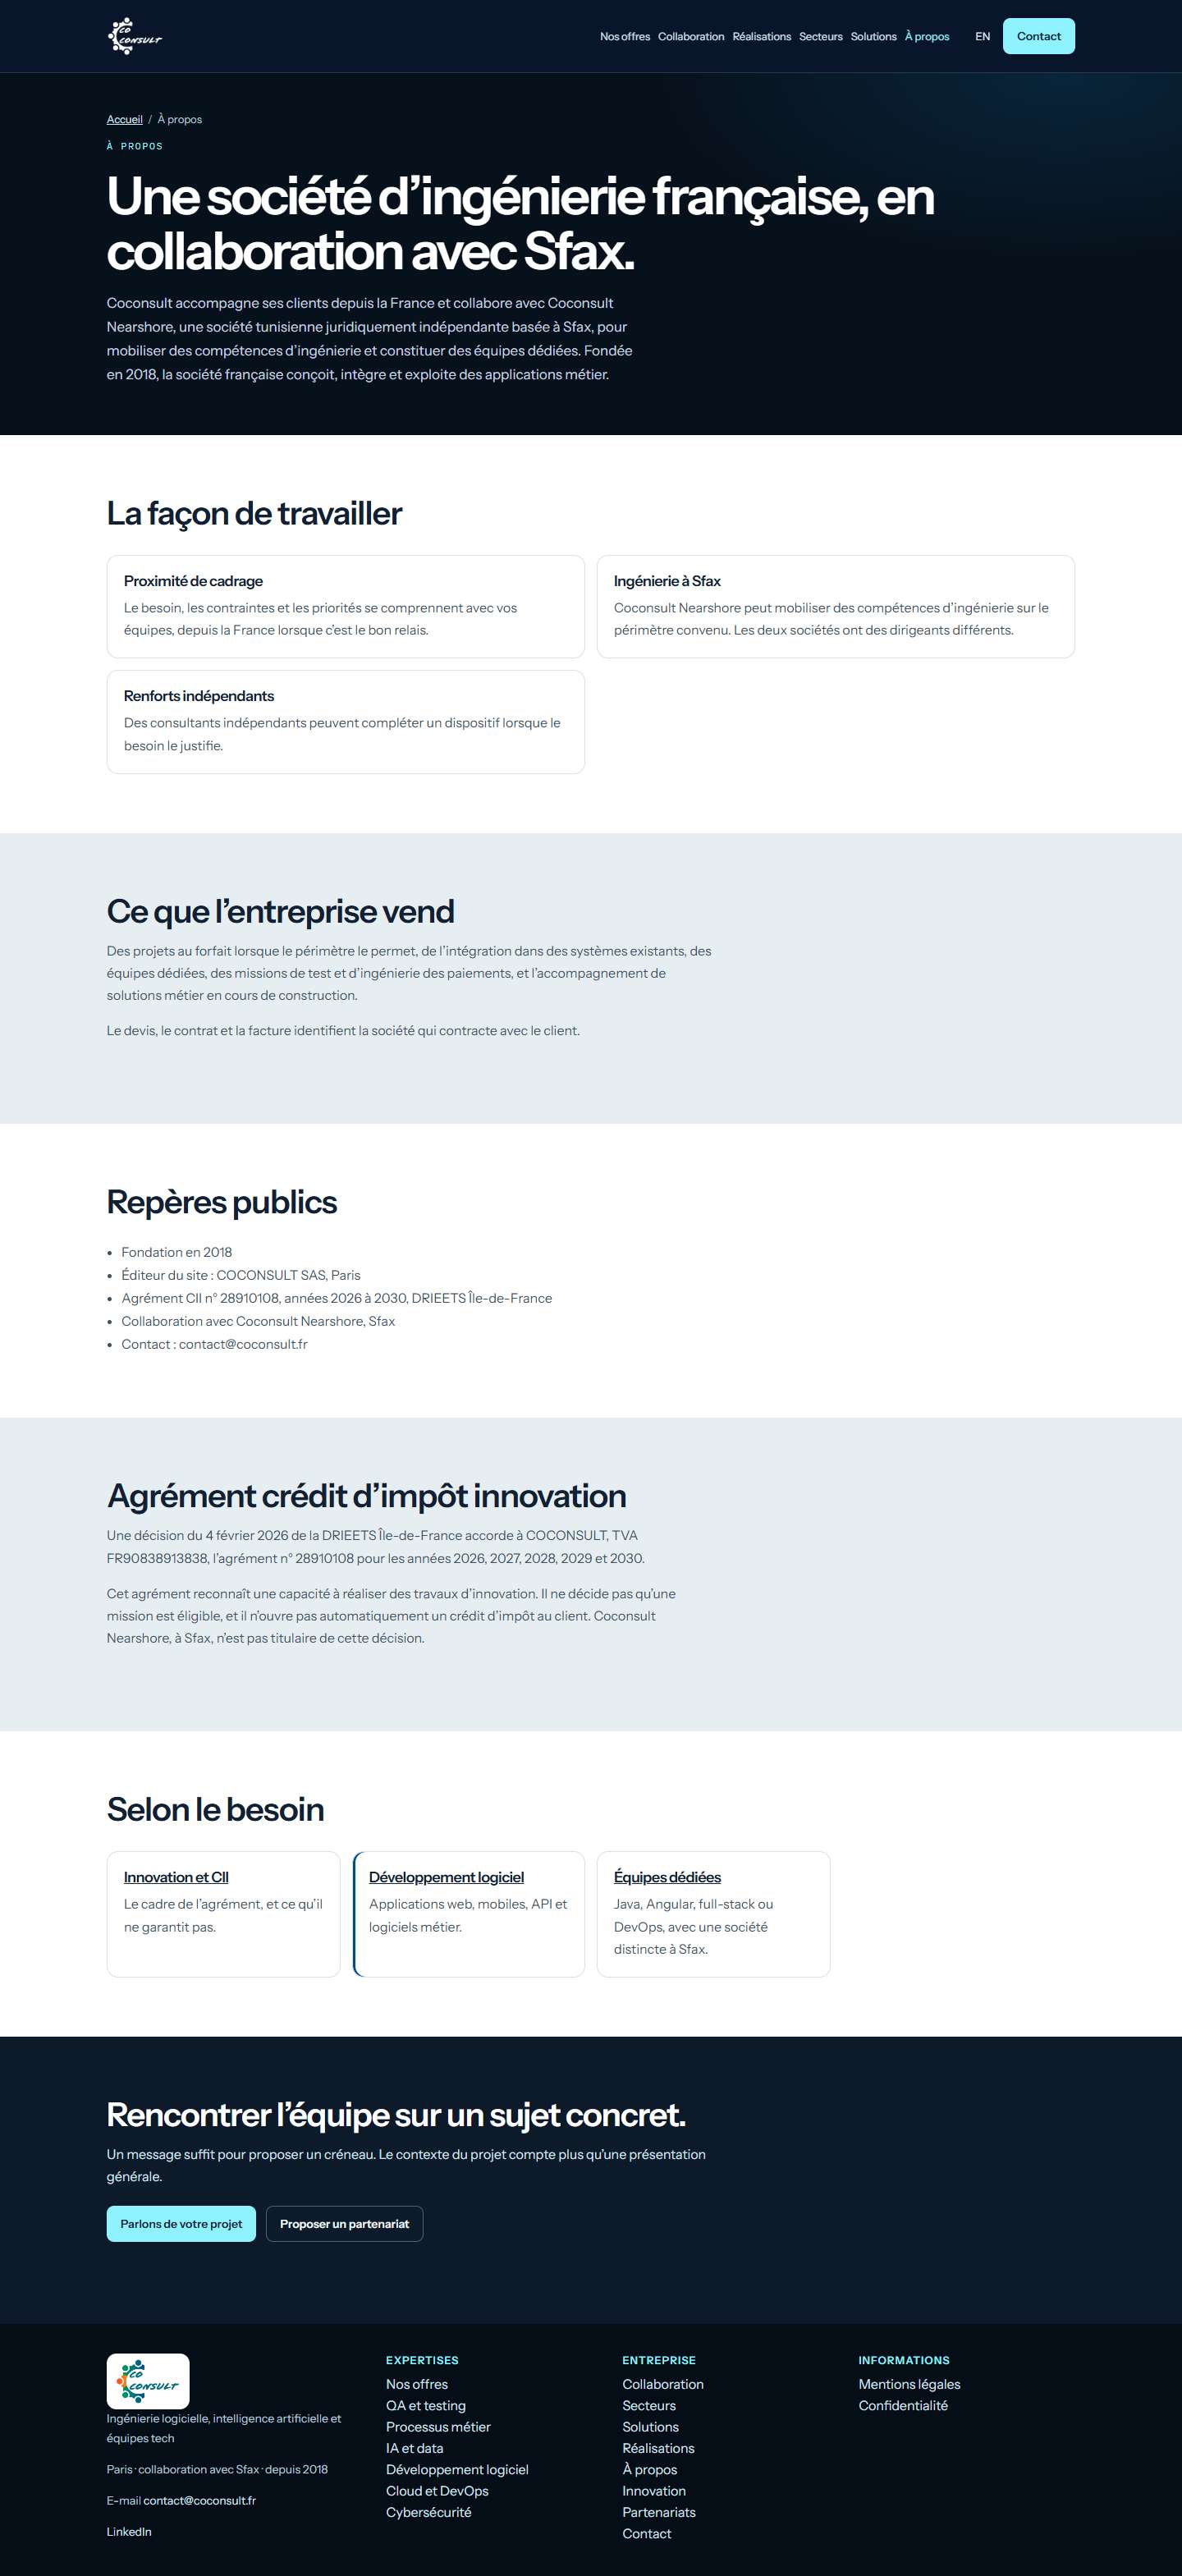 CO
CONSULT
Nos offres Collaboration Réalisations Secteurs Solutions À propos EN Contact
Accueil / À propos
À PROPOS
Une société d’ingénierie française, en
collaboration avec Sfax.
Coconsult accompagne ses clients depuis la France et collabore avec Coconsult
Nearshore, une société tunisienne juridiquement indépendante basée à Sfax, pour
mobiliser des compétences d’ingénierie et constituer des équipes dédiées. Fondée
en 2018, la société française conçoit, intègre et exploite des applications métier.
La façon de travailler
Proximité de cadrage
Le besoin, les contraintes et les priorités se comprennent avec vos
équipes, depuis la France lorsque c’est le bon relais.
Ingénierie à Sfax
Coconsult Nearshore peut mobiliser des compétences d’ingénierie sur le
périmètre convenu. Les deux sociétés ont des dirigeants différents.
Renforts indépendants
Des consultants indépendants peuvent compléter un dispositif lorsque le
besoin le justifie.
Ce que l’entreprise vend
Des projets au forfait lorsque le périmètre le permet, de l’intégration dans des systèmes existants, des
équipes dédiées, des missions de test et d’ingénierie des paiements, et l’accompagnement de
solutions métier en cours de construction.
Le devis, le contrat et la facture identifient la société qui contracte avec le client.
Repères publics
• Fondation en 2018
• Éditeur du site : COCONSULT SAS, Paris
• Agrément CII n° 28910108, années 2026 à 2030, DRIEETS Île-de-France
• Collaboration avec Coconsult Nearshore, Sfax
• Contact : contact@coconsult.fr
Agrément crédit d’impôt innovation
Une décision du 4 février 2026 de la DRIEETS Île-de-France accorde à COCONSULT, TVA
FR90838913838, l’agrément n° 28910108 pour les années 2026, 2027, 2028, 2029 et 2030.
Cet agrément reconnaît une capacité à réaliser des travaux d’innovation. Il ne décide pas qu’une
mission est éligible, et il n’ouvre pas automatiquement un crédit d’impôt au client. Coconsult
Nearshore, à Sfax, n’est pas titulaire de cette décision.
Selon le besoin
Innovation et CII
Le cadre de l’agrément, et ce qu’il
ne garantit pas.
Développement logiciel
Applications web, mobiles, API et
logiciels métier.
Équipes dédiées
Java, Angular, full-stack ou
DevOps, avec une société
distincte à Sfax.
Rencontrer l’équipe sur un sujet concret.
Un message suffit pour proposer un créneau. Le contexte du projet compte plus qu’une présentation
générale.
Parlons de votre projet
Proposer un partenariat
CO
CONSULT
Ingénierie logicielle, intelligence artificielle et
équipes tech
Paris · collaboration avec Sfax · depuis 2018
E-mail contact@coconsult.fr
LinkedIn
EXPERTISES
Nos offres
QA et testing
Processus métier
IA et data
Développement logiciel
Cloud et DevOps
Cybersécurité
ENTREPRISE
Collaboration
Secteurs
Solutions
Réalisations
À propos
Innovation
Partenariats
Contact
INFORMATIONS
Mentions légales
Confidentialité